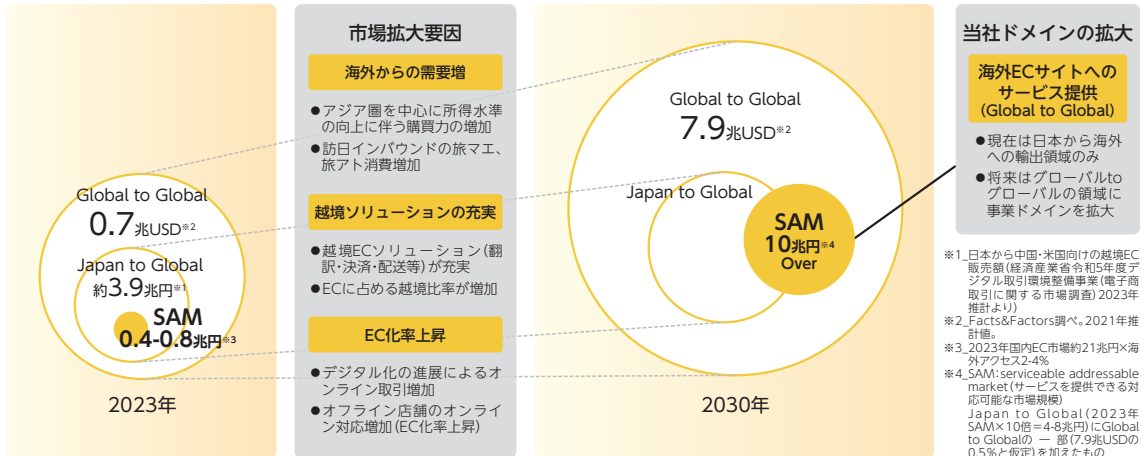 Global to Global
0.7兆USD※2
Japan to Global
約3.9兆円※1
SAM
0.4-0.8兆円※3
2023年
市場拡大要因
海外からの需要増
●アジア圏を中心に所得水準
の向上に伴う購買力の増加
●訪日インバウンドの旅マエ、
旅アト消費増加
越境ソリューションの充実
●越境ECソリューション(翻
訳・決済・配送等)が充実
●ECに占める越境比率が増加
EC化率上昇
●デジタル化の進展によるオ
ンライン取引増加
●オフライン店舗のオンライ
ン対応増加(EC化率上昇)
Global to Global
7.9兆USD※2
Japan to Global
SAM
10兆円※4
Over
2030年
当社ドメインの拡大
海外ECサイトへの
サービス提供
(Global to Global)
●現在は日本から海外
への輸出領域のみ
●将来はグローバルto
グローバルの領域に
事業ドメインを拡大
※1_日本から中国・米国向けの越境EC
販売額(経済産業省令和5年度デ
ジタル取引環境整備事業(電子商
取引に関する市場調査)2023年
推計より)
※2_Facts&Factors調べ。2021年推
計値。
※3_2023年国内EC市場約21兆円×海
外アクセス2-4%
※4_SAM：serviceable addressable
market(サービスを提供できる対
応可能な市場規模)
Japan to Global(2023年
SAM×10倍＝4-8兆円)にGlobal
to Globalの 一 部(7.9兆USDの
0.5%と仮定)を加えたもの